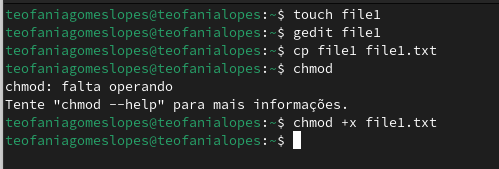 teofaniagomeslopes@teofanialopes:~$ touch file1
teofaniagomeslopes@teofanialopes:~$ gedit file1
teofaniagomeslopes@teofanialopes:~$ cp file1 file1.txt
teofaniagomeslopes@teofanialopes:~$ chmod
chmod: falta operando
Tente "chmod --help" para mais informações.
teofaniagomeslopes@teofanialopes:~$ chmod +x file1.txt
teofaniagomeslopes@teofanialopes:~$